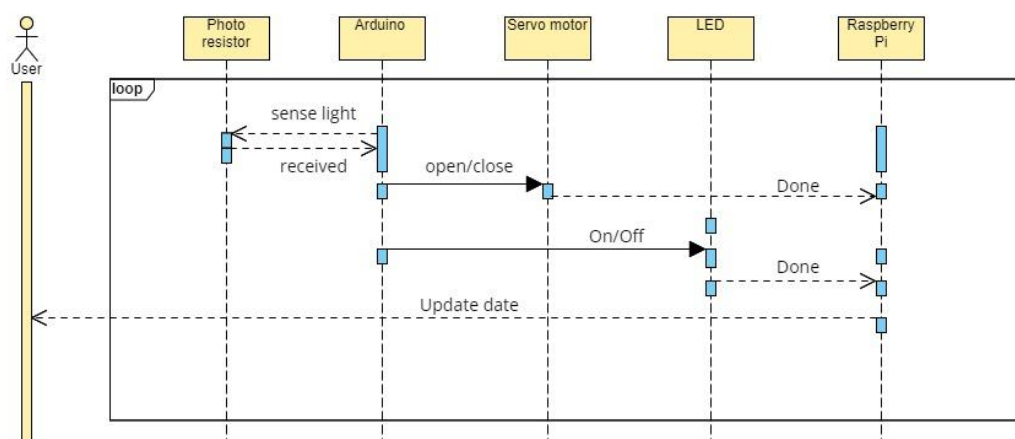 Photo
resistor
Arduino
Servo motor
LED
Raspberry
Pi
User
loop
sense light
received
open/close
Done
On/Off
Done
Update date